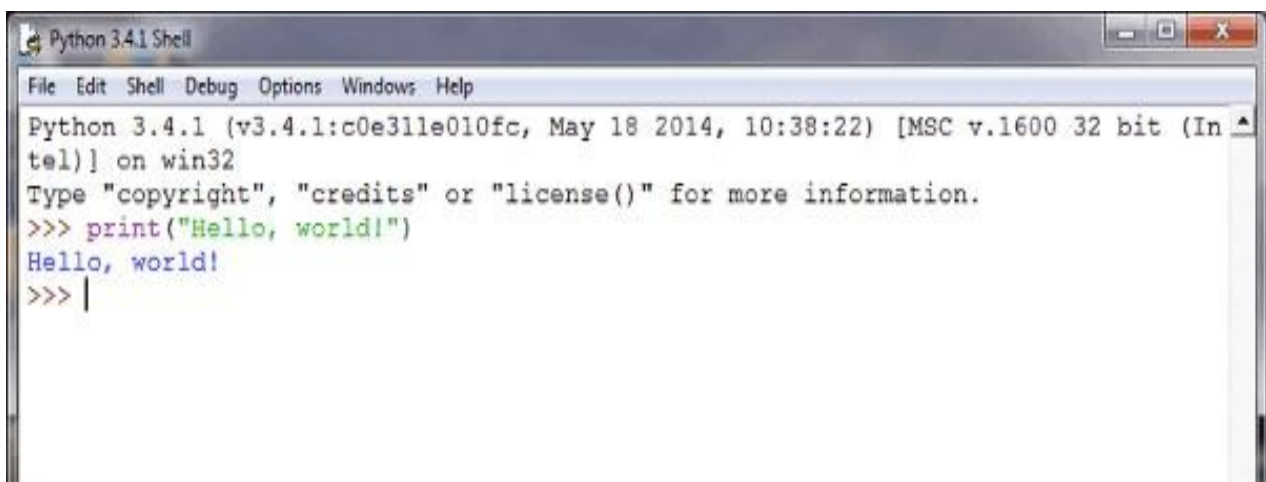 Python 3.4.1 Shell
File Edit Shell Debug Options Windows Help
Python 3.4.1 (v3.4.1:c0e311e010fc, May 18 2014, 10:38:22) [MSC v.1600 32 bit (In
tel)] on win32
Type "copyright", "credits" or "license()" for more information.
>>> print("Hello, world!")
Hello, world!
>>>